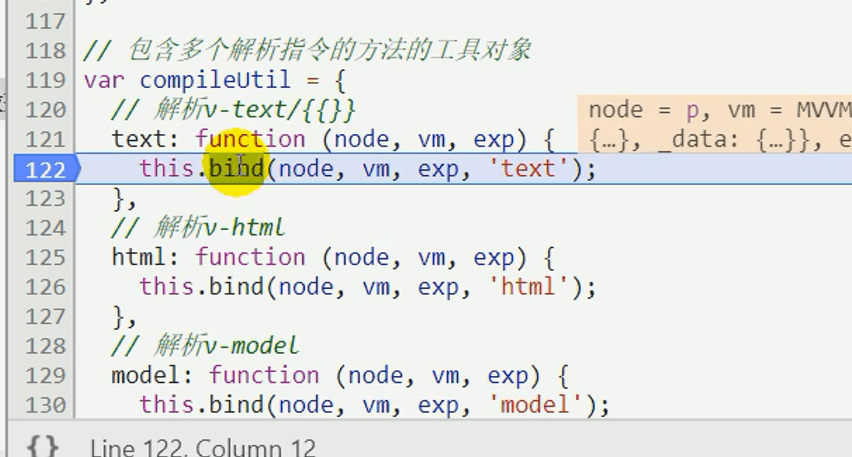 117
118 // 包含多个解析指令的方法的工具对象
119 var compileUtil = {
120 // 解析v-text/{{}} node = p, vm = MVVM
121 text: function (node, vm, exp) { {…}, _data: {…}}, e
122 this.bind(node, vm, exp, 'text');
123 },
124 // 解析v-html
125 html: function (node, vm, exp) {
126 this.bind(node, vm, exp, 'html');
127 },
128 // 解析v-model
129 model: function (node, vm, exp) {
130 this.bind(node, vm, exp, 'model');
{} Line 122, Column 12